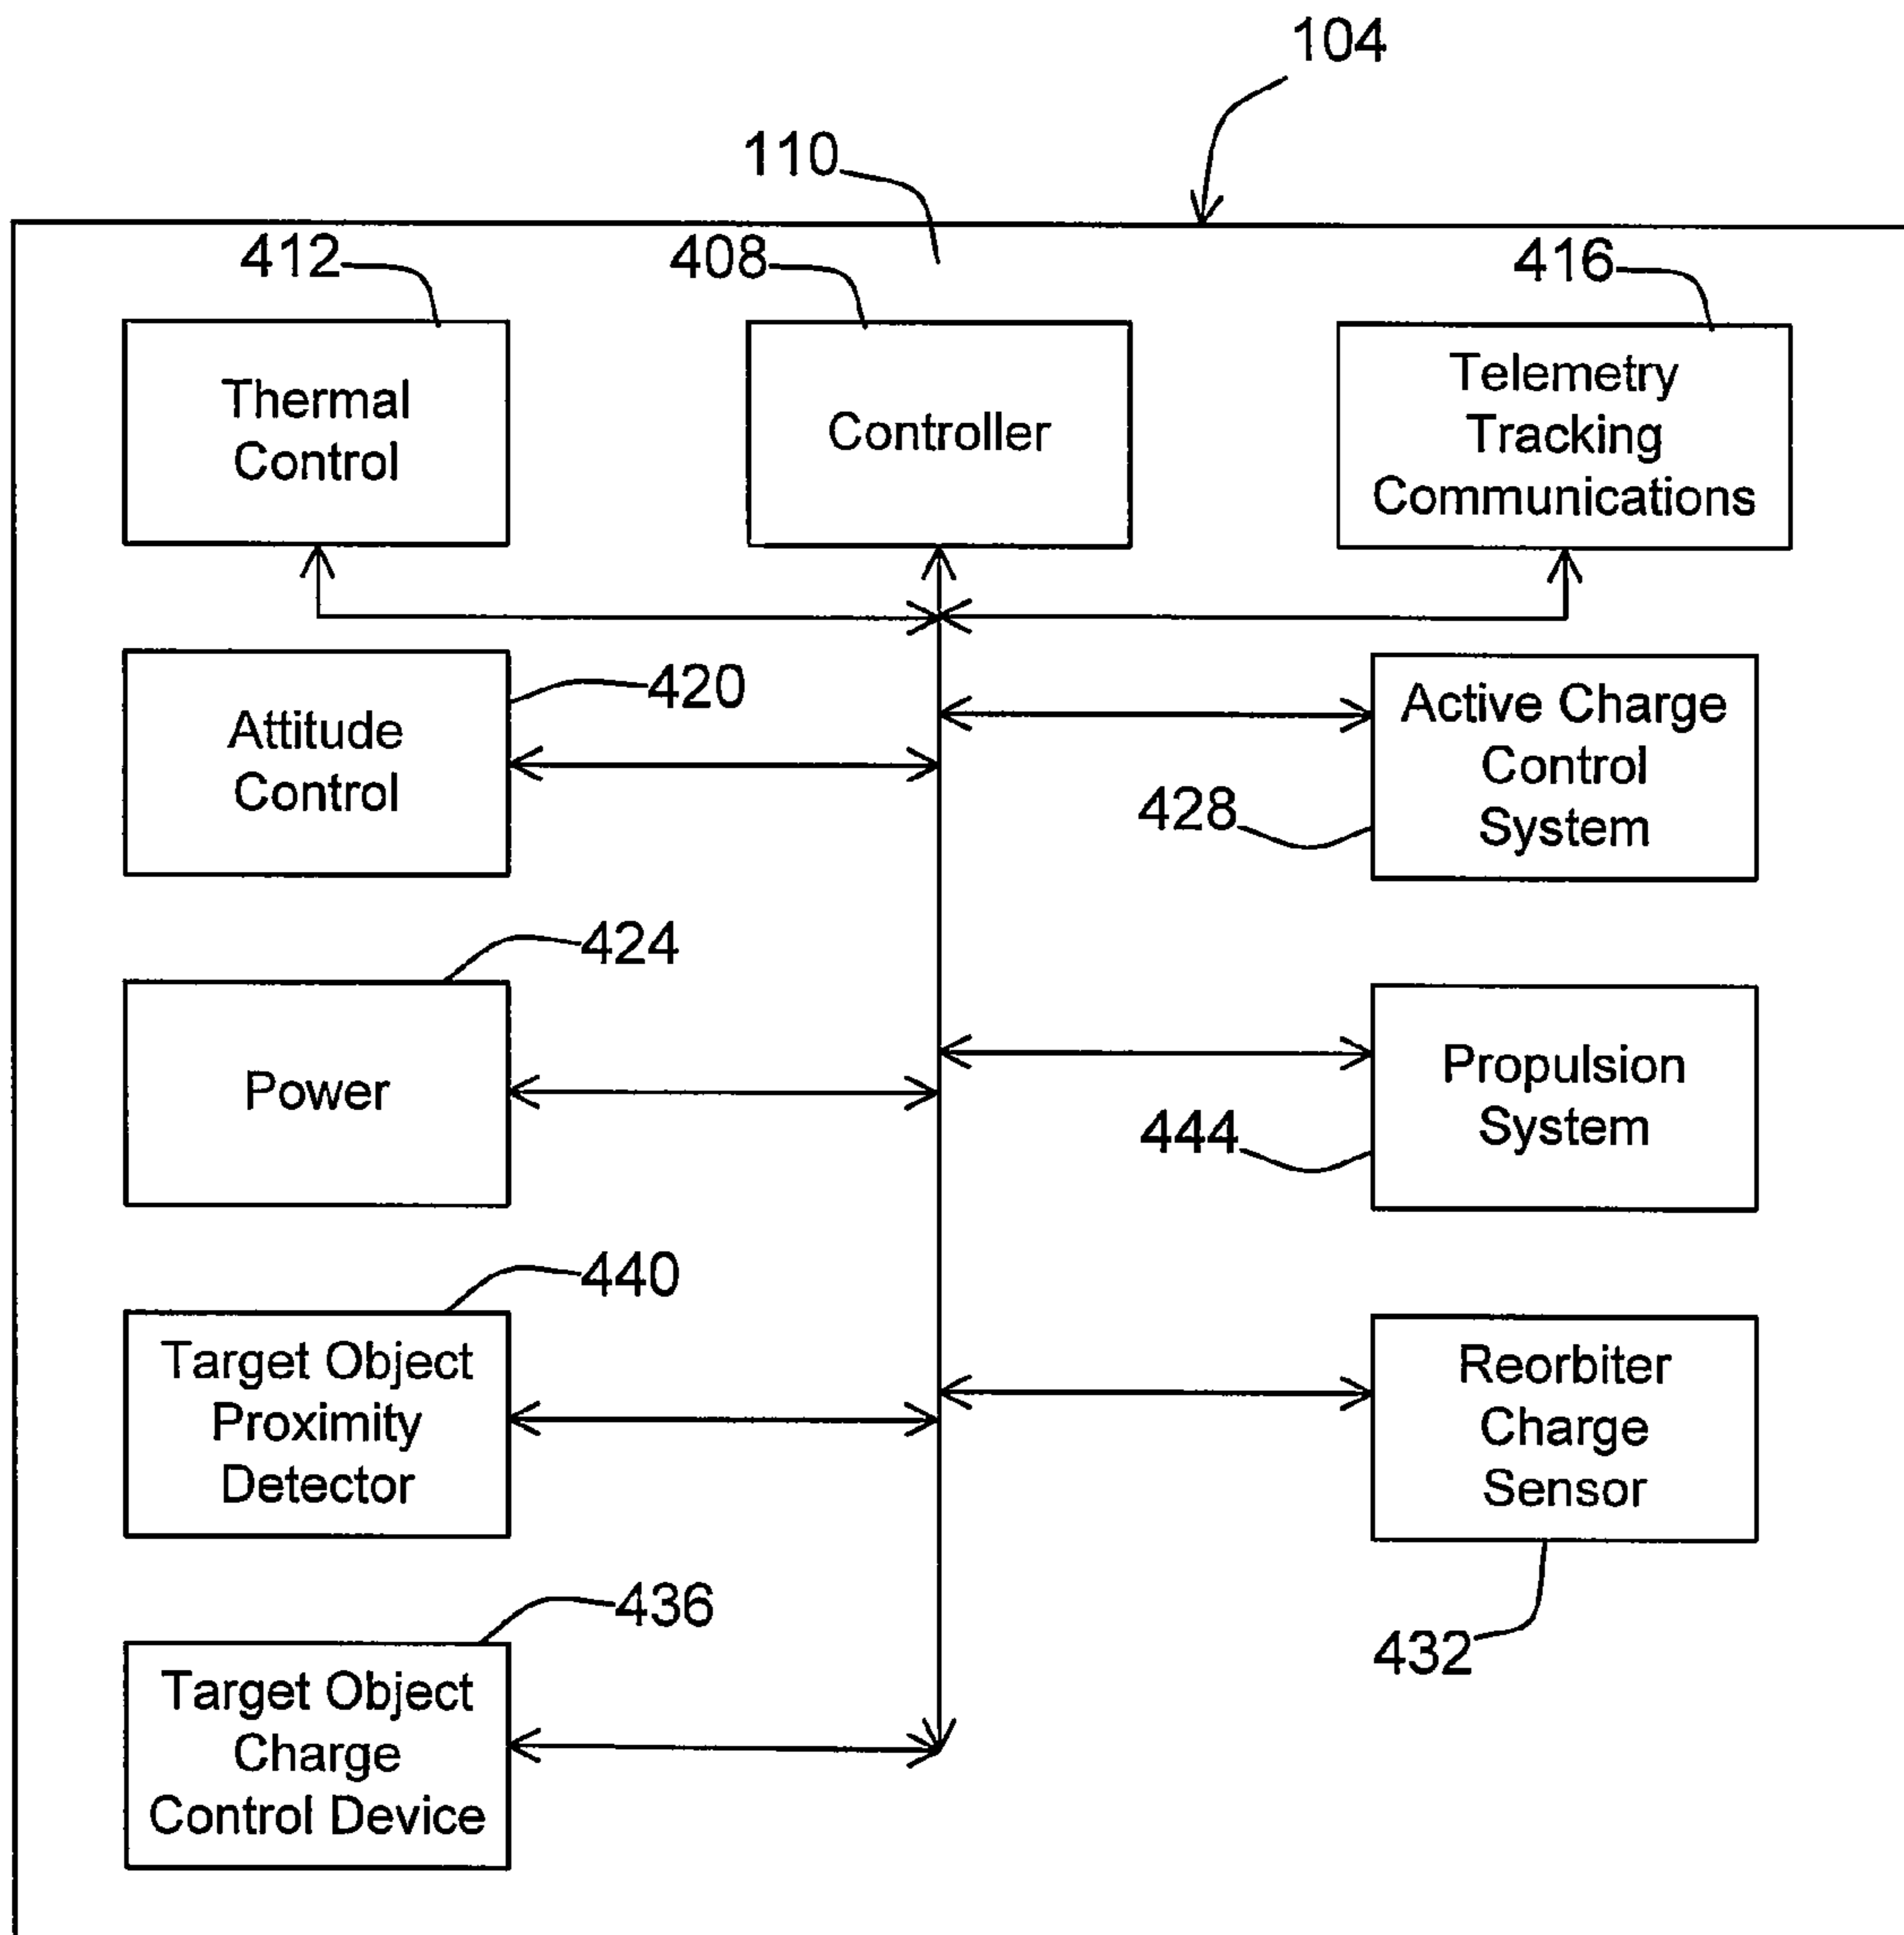 104
110
412
408
416
Thermal
Control
Controller
Telemetry
Tracking
Communications
420
Attitude
Control
Active Charge
Control
System
428
424
Power
Propulsion
System
444
440
Target Object
Proximity
Detector
Reorbiter
Charge
Sensor
432
436
Target Object
Charge
Control Device